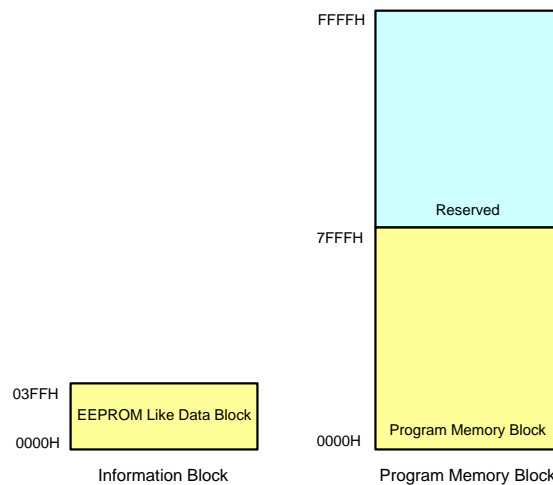 FFFFH
Reserved
7FFFH
03FFH
EEPROM Like Data Block
0000H
Program Memory Block
0000H
Information Block
Program Memory Block